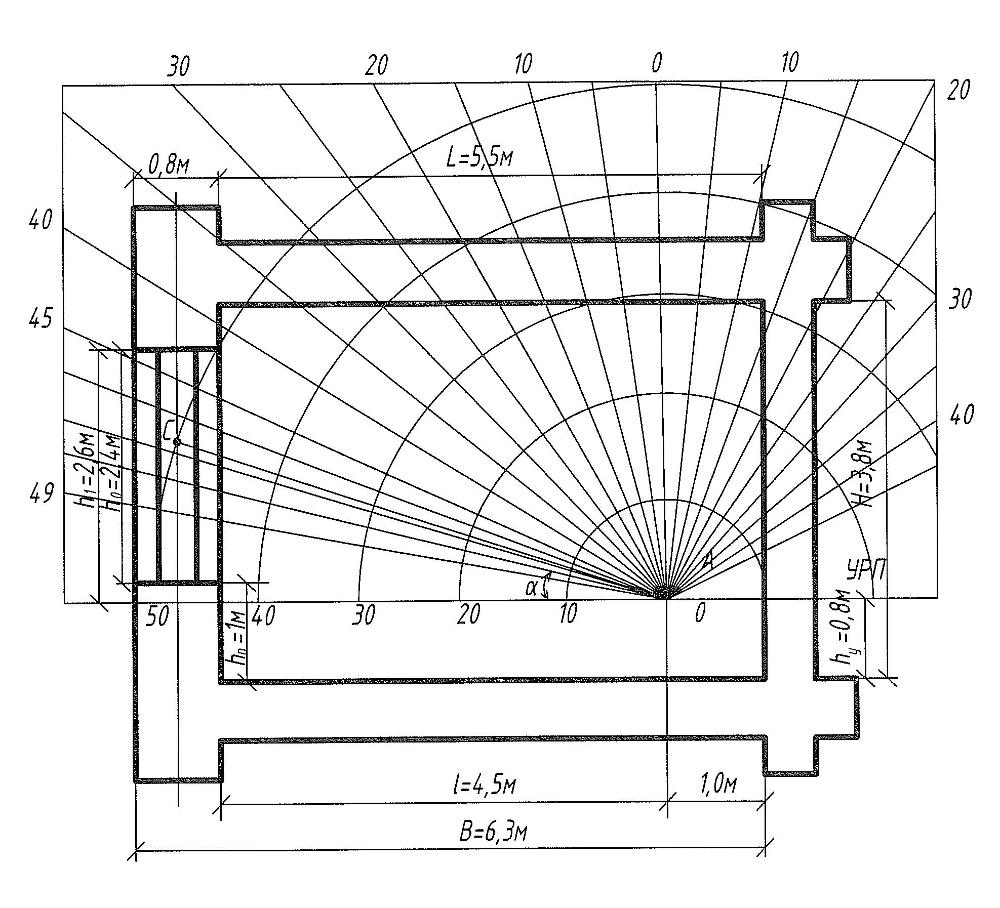 30 20 10 0 10
20
0,8м L=5,5м
40
30
45
40
C
h₁=2,6м
h₀=2,4м
H=3,8м
49
A
УРП
α
50 40 30 20 10 0
hп=1м
hу=0,8м
l=4,5м 1,0м
B=6,3м